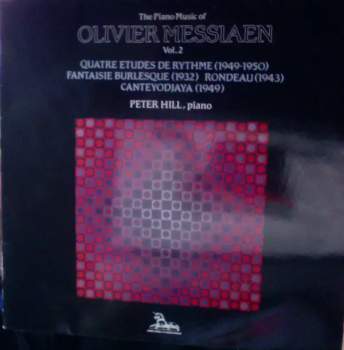 The Piano Music of
OLIVIER MESSIAEN
Vol. 2
QUATRE ETUDES DE RYTHME (1949-1950)
FANTAISIE BURLESQUE (1932) RONDEAU (1943)
CANTEYODJAYA (1949)
PETER HILL, piano